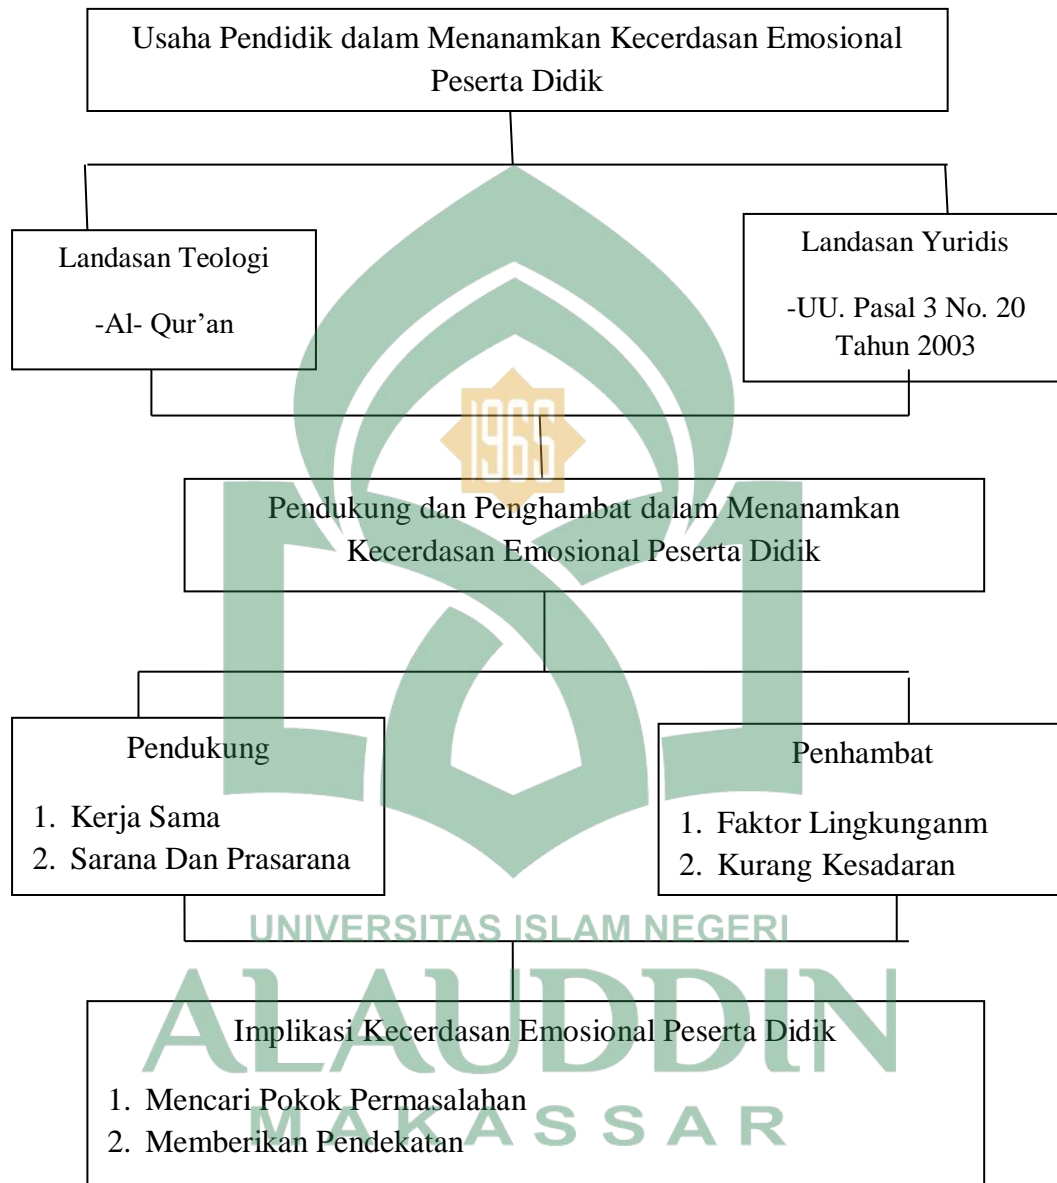 Usaha Pendidik dalam Menanamkan Kecerdasan Emosional
Peserta Didik
Landasan Teologi
-Al- Qur’an
Landasan Yuridis
-UU. Pasal 3 No. 20
Tahun 2003
1965
Pendukung dan Penghambat dalam Menanamkan
Kecerdasan Emosional Peserta Didik
Pendukung
1. Kerja Sama
2. Sarana Dan Prasarana
Penhambat
1. Faktor Lingkunganm
2. Kurang Kesadaran
UNIVERSITAS ISLAM NEGERI
ALAUDDIN
Implikasi Kecerdasan Emosional Peserta Didik
1. Mencari Pokok Permasalahan
MAKASSAR
2. Memberikan Pendekatan